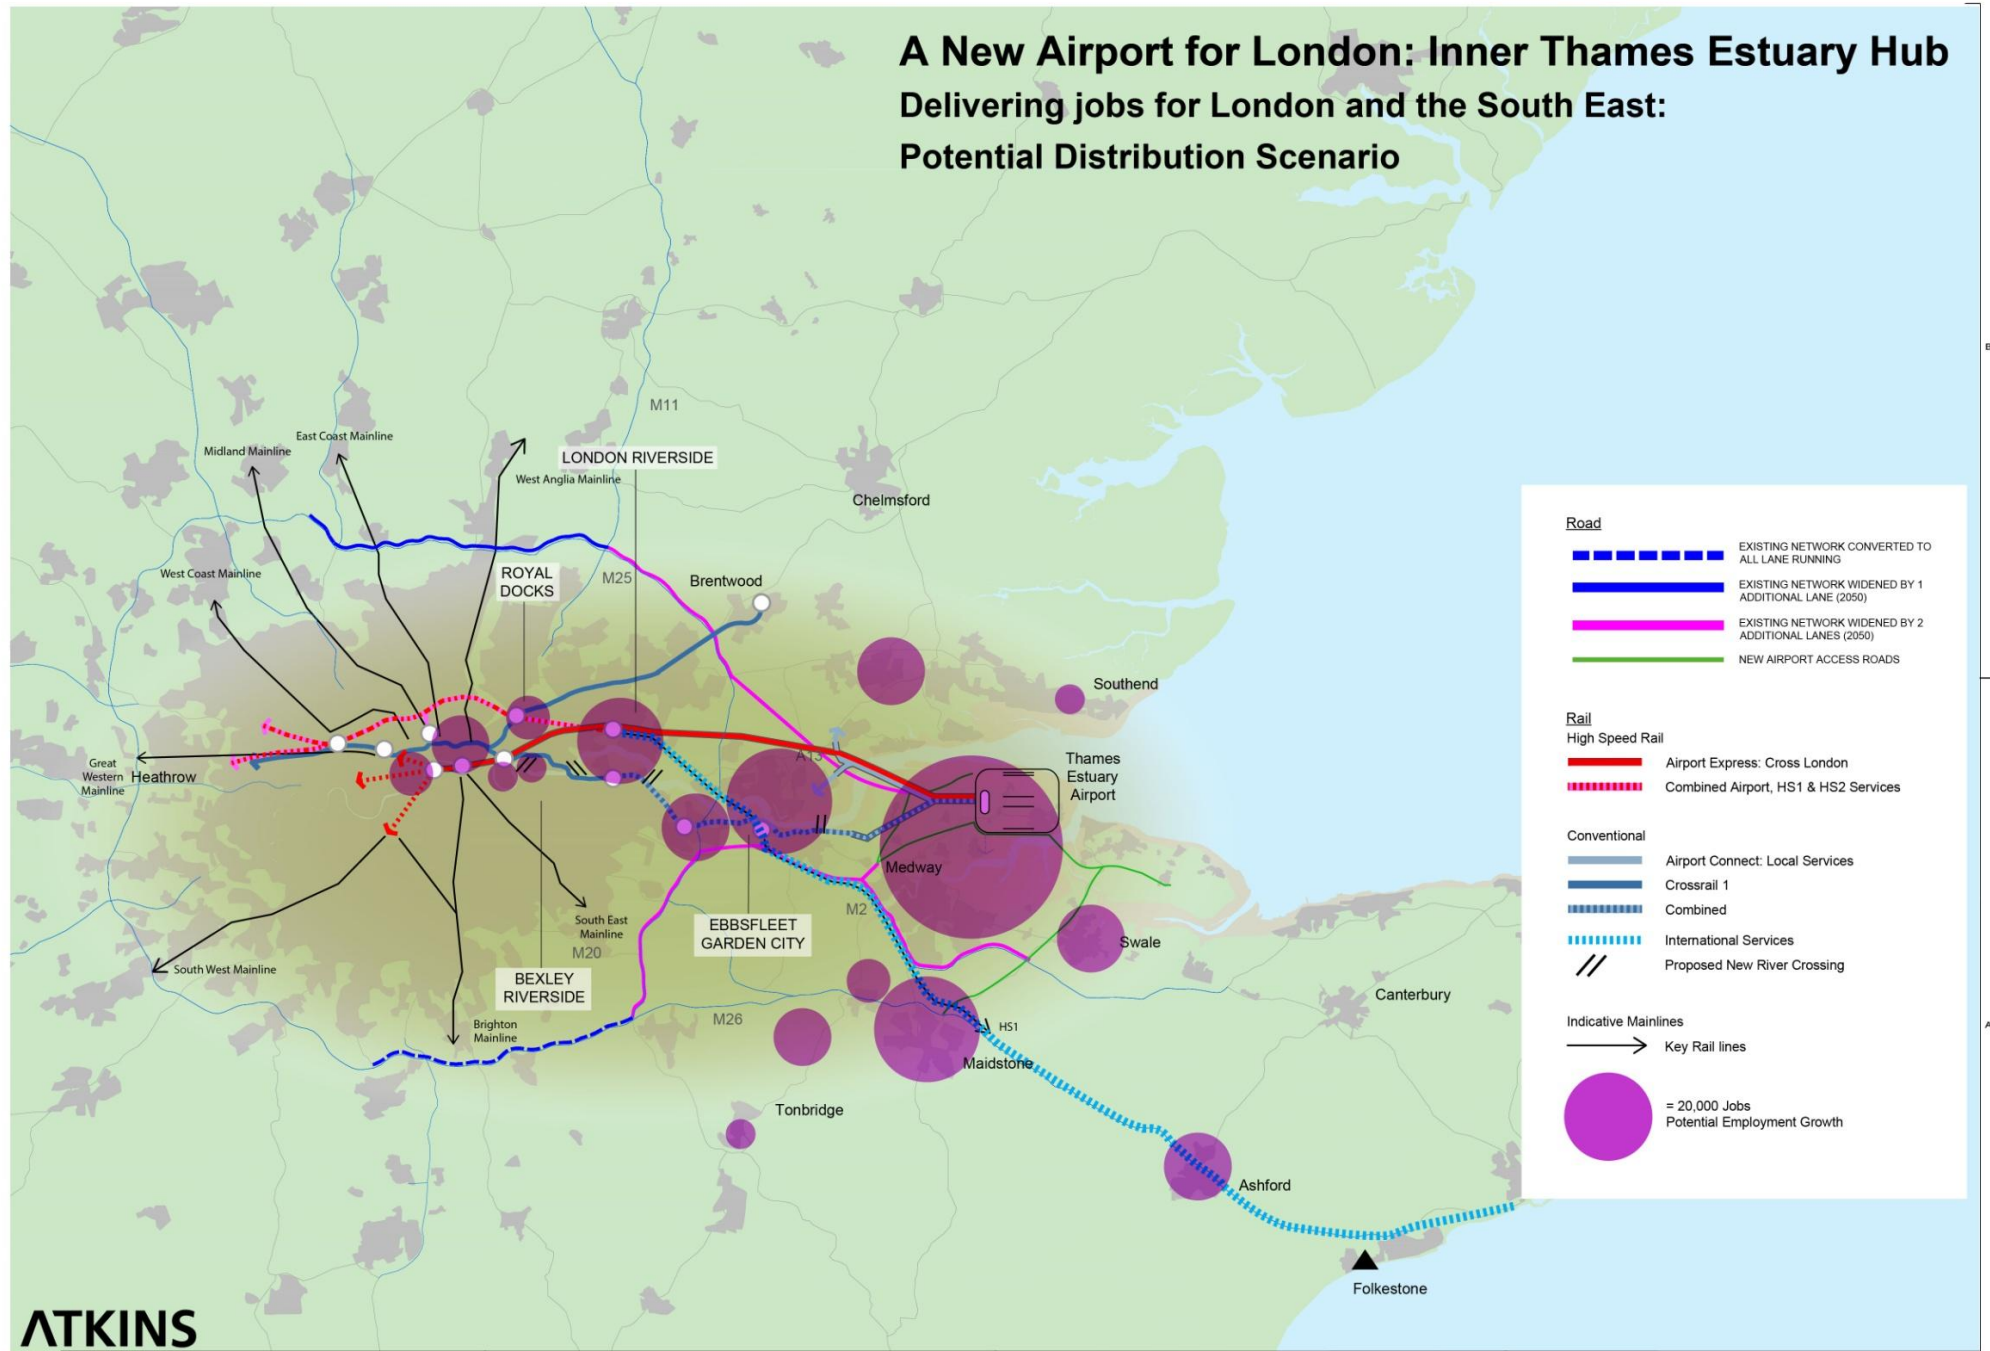 A New Airport for London: Inner Thames Estuary Hub
Delivering jobs for London and the South East:
Potential Distribution Scenario
B
M11
East Coast Mainline
Midland Mainline
LONDON RIVERSIDE
West Anglia Mainline
Chelmsford
West Coast Mainline
ROYAL
DOCKS
M25
Brentwood
Southend
Great
Western
Mainline
Heathrow
A13
Thames
Estuary
Airport
Medway
M2
South East
Mainline
EBBSFLEET
GARDEN CITY
M20
Swale
South West Mainline
BEXLEY
RIVERSIDE
Canterbury
M26
Brighton
Mainline
HS1
Maidstone
Tonbridge
Ashford
Folkestone
Road
EXISTING NETWORK CONVERTED TO
ALL LANE RUNNING
EXISTING NETWORK WIDENED BY 1
ADDITIONAL LANE (2050)
EXISTING NETWORK WIDENED BY 2
ADDITIONAL LANES (2050)
NEW AIRPORT ACCESS ROADS
Rail
High Speed Rail
Airport Express: Cross London
Combined Airport, HS1 & HS2 Services
Conventional
Airport Connect: Local Services
Crossrail 1
Combined
International Services
Proposed New River Crossing
Indicative Mainlines
Key Rail lines
= 20,000 Jobs
Potential Employment Growth
A
ATKINS